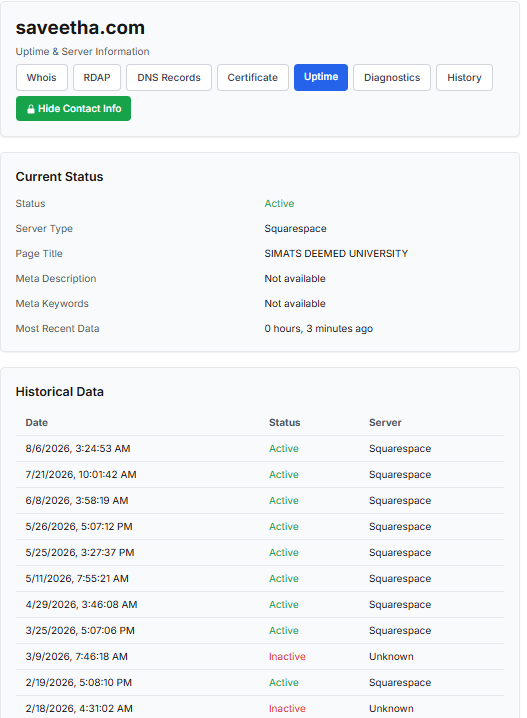 saveetha.com
Uptime & Server Information
Whois RDAP DNS Records Certificate Uptime Diagnostics History
Hide Contact Info
Current Status
Status Active
Server Type Squarespace
Page Title SIMATS DEEMED UNIVERSITY
Meta Description Not available
Meta Keywords Not available
Most Recent Data 0 hours, 3 minutes ago
Historical Data
Date Status Server
8/6/2026, 3:24:53 AM Active Squarespace
7/21/2026, 10:01:42 AM Active Squarespace
6/8/2026, 3:58:19 AM Active Squarespace
5/26/2026, 5:07:12 PM Active Squarespace
5/25/2026, 3:27:37 PM Active Squarespace
5/11/2026, 7:55:21 AM Active Squarespace
4/29/2026, 3:46:08 AM Active Squarespace
3/25/2026, 5:07:06 PM Active Squarespace
3/9/2026, 7:46:18 AM Inactive Unknown
2/19/2026, 5:08:10 PM Active Squarespace
2/18/2026, 4:31:02 AM Inactive Unknown